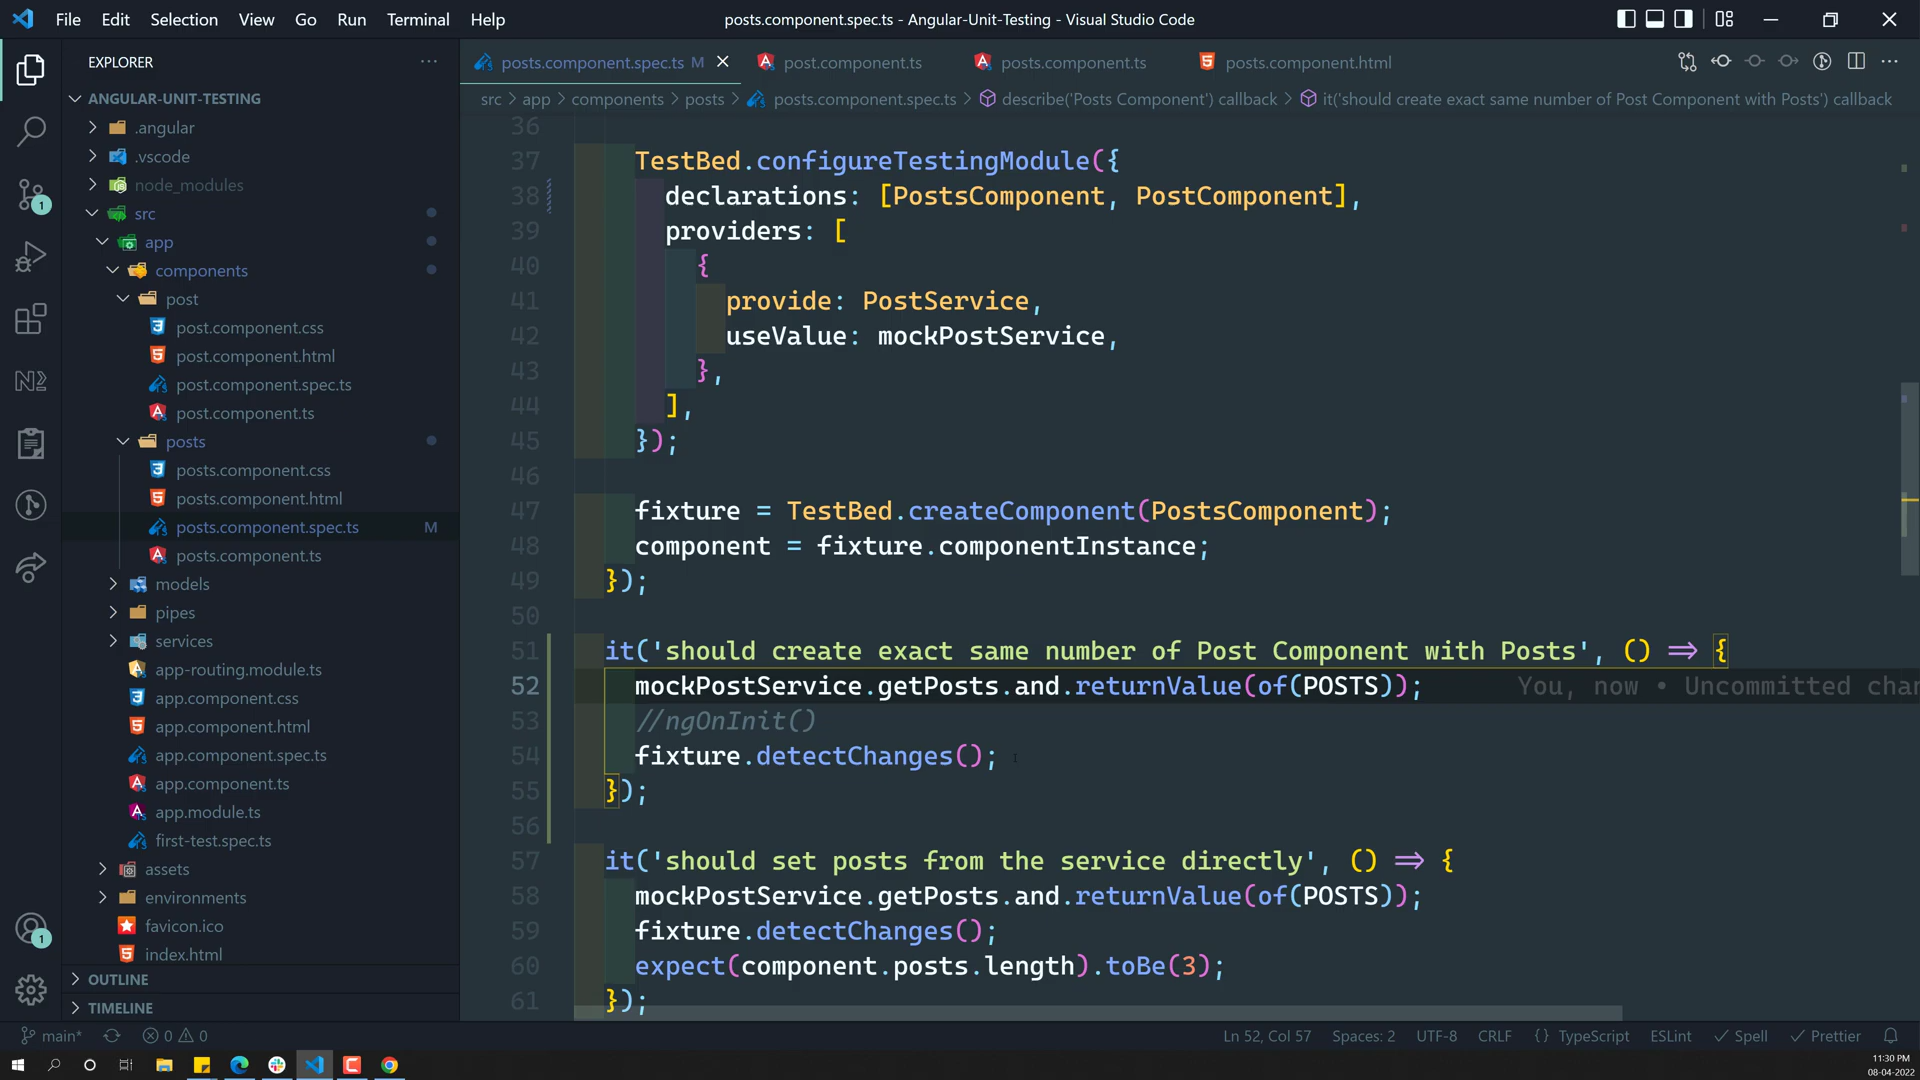 File Edit Selection View Go Run Terminal Help
posts.component.spec.ts - Angular-Unit-Testing - Visual Studio Code
EXPLORER
ANGULAR-UNIT-TESTING
.angular
.vscode
node_modules
src
app
components
post
post.component.css
post.component.html
post.component.spec.ts
post.component.ts
posts
posts.component.css
posts.component.html
posts.component.spec.ts M
posts.component.ts
models
pipes
services
app-routing.module.ts
app.component.css
app.component.html
app.component.spec.ts
app.component.ts
app.module.ts
first-test.spec.ts
assets
environments
favicon.ico
index.html
OUTLINE
TIMELINE
1
N
1
posts.component.spec.ts M post.component.ts posts.component.ts posts.component.html
src > app > components > posts > posts.component.spec.ts > describe('Posts Component') callback > it('should create exact same number of Post Component with Posts') callback
36
37 TestBed.configureTestingModule({
38 declarations: [PostsComponent, PostComponent],
39 providers: [
40 {
41 provide: PostService,
42 useValue: mockPostService,
43 },
44 ],
45 });
46
47 fixture = TestBed.createComponent(PostsComponent);
48 component = fixture.componentInstance;
49 });
50
51 it('should create exact same number of Post Component with Posts', () => {
52 mockPostService.getPosts.and.returnValue(of(POSTS)); You, now • Uncommitted chan
53 //ngOnInit()
54 fixture.detectChanges();
55 });
56
57 it('should set posts from the service directly', () => {
58 mockPostService.getPosts.and.returnValue(of(POSTS));
59 fixture.detectChanges();
60 expect(component.posts.length).toBe(3);
61 });
main* 0 0 Ln 52, Col 57 Spaces: 2 UTF-8 CRLF {} TypeScript ESLint Spell Prettier
11:30 PM
08-04-2022